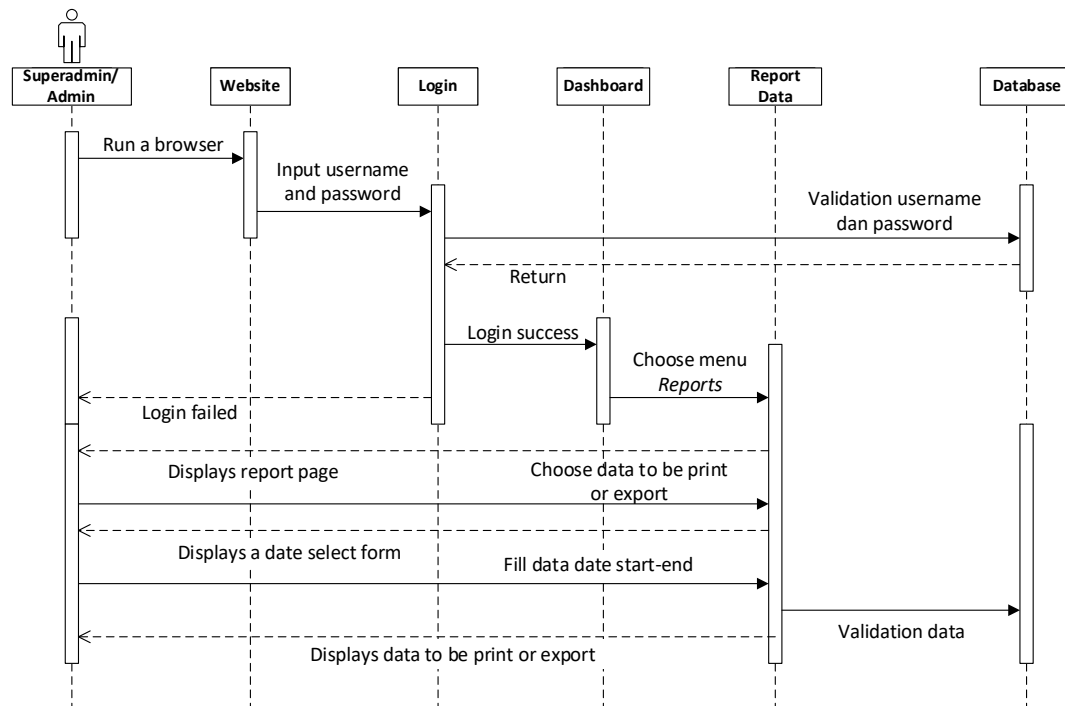 Superadmin/
Admin
Website
Login
Dashboard
Report
Data
Database
Run a browser
Input username
and password
Validation username
dan password
Return
Login success
Choose menu
Reports
Login failed
Displays report page
Choose data to be print
or export
Displays a date select form
Fill data date start-end
Validation data
Displays data to be print or export